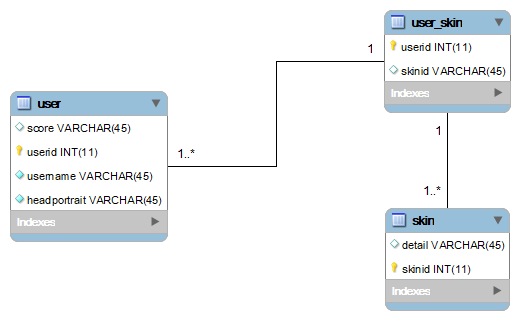 user_skin
userid INT(11)
skinid VARCHAR(45)
Indexes
1
user
score VARCHAR(45)
userid INT(11)
username VARCHAR(45)
headportrait VARCHAR(45)
Indexes
1..*
1
1..*
skin
detail VARCHAR(45)
skinid INT(11)
Indexes